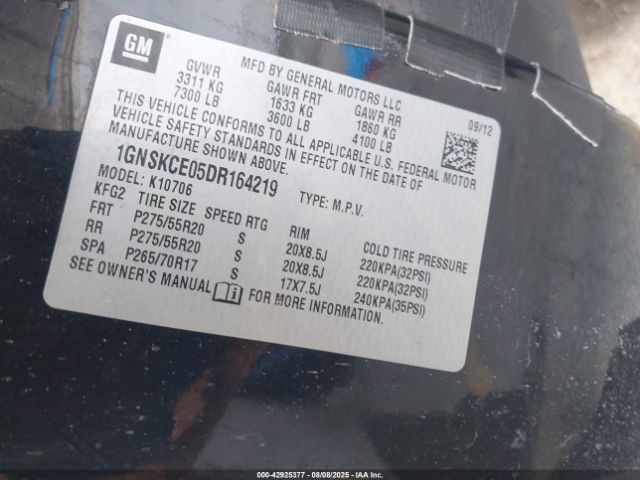 GM
MFD BY GENERAL MOTORS LLC
GVWR GAWR FRT GAWR RR 09/12
3311 KG 1633 KG 1860 KG
7300 LB 3600 LB 4100 LB
THIS VEHICLE CONFORMS TO ALL APPLICABLE U.S. FEDERAL MOTOR
VEHICLE SAFETY STANDARDS IN EFFECT ON THE DATE OF
MANUFACTURE SHOWN ABOVE.
1GNSKCE05DR164219 TYPE: M.P.V.
MODEL: K10706
KFG2 TIRE SIZE SPEED RTG RIM COLD TIRE PRESSURE
FRT P275/55R20 S 20X8.5J 220KPA(32PSI)
RR P275/55R20 S 20X8.5J 220KPA(32PSI)
SPA P265/70R17 S 17X7.5J 240KPA(35PSI)
SEE OWNER'S MANUAL i FOR MORE INFORMATION.
000-42925377 - 08/08/2025 - IAA Inc.